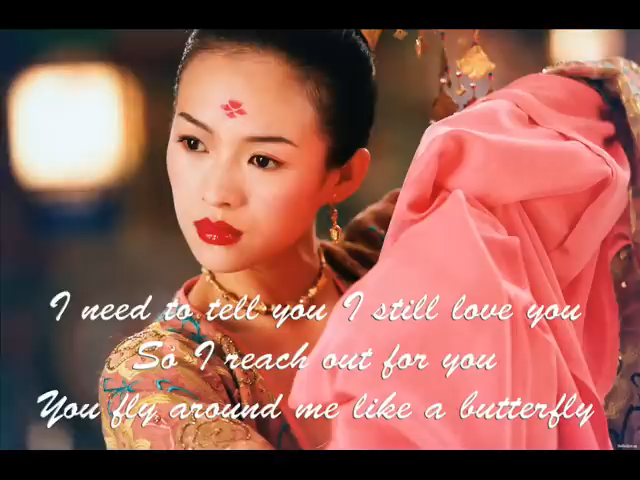 I need to tell you I still love you
So I reach out for you
You fly around me like a butterfly